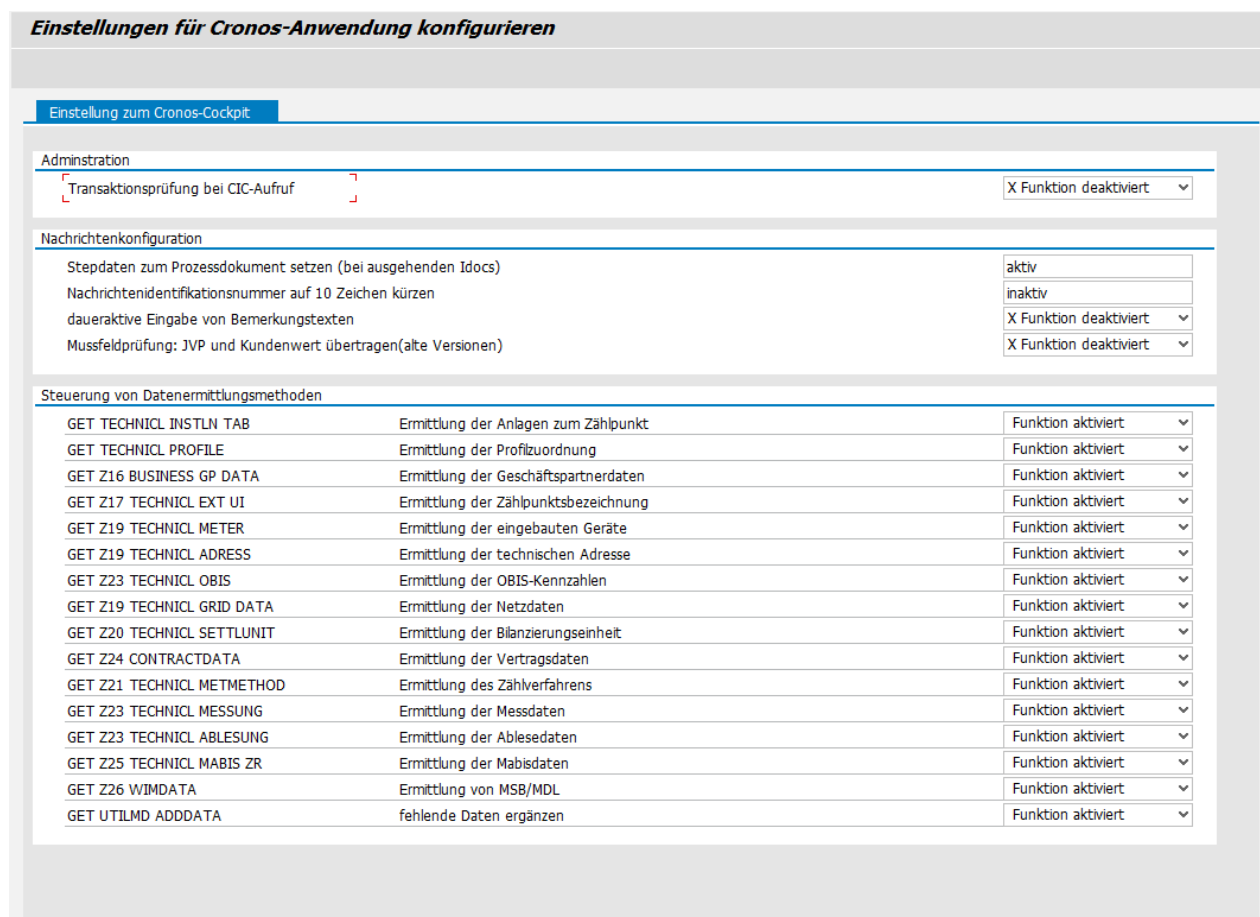 Einstellungen für Cronos-Anwendung konfigurieren
Einstellung zum Cronos-Cockpit
Adminstration
Transaktionsprüfung bei CIC-Aufruf X Funktion deaktiviert
Nachrichtenkonfiguration
Stepdaten zum Prozessdokument setzen (bei ausgehenden Idocs) aktiv
Nachrichtenidentifikationsnummer auf 10 Zeichen kürzen inaktiv
daueraktive Eingabe von Bemerkungstexten X Funktion deaktiviert
Mussfeldprüfung: JVP und Kundenwert übertragen(alte Versionen) X Funktion deaktiviert
Steuerung von Datenermittlungsmethoden
GET TECHNICL INSTLN TAB Ermittlung der Anlagen zum Zählpunkt Funktion aktiviert
GET TECHNICL PROFILE Ermittlung der Profilzuordnung Funktion aktiviert
GET Z16 BUSINESS GP DATA Ermittlung der Geschäftspartnerdaten Funktion aktiviert
GET Z17 TECHNICL EXT UI Ermittlung der Zählpunktsbezeichnung Funktion aktiviert
GET Z19 TECHNICL METER Ermittlung der eingebauten Geräte Funktion aktiviert
GET Z19 TECHNICL ADRESS Ermittlung der technischen Adresse Funktion aktiviert
GET Z23 TECHNICL OBIS Ermittlung der OBIS-Kennzahlen Funktion aktiviert
GET Z19 TECHNICL GRID DATA Ermittlung der Netzdaten Funktion aktiviert
GET Z20 TECHNICL SETTLUNIT Ermittlung der Bilanzierungseinheit Funktion aktiviert
GET Z24 CONTRACTDATA Ermittlung der Vertragsdaten Funktion aktiviert
GET Z21 TECHNICL METMETHOD Ermittlung des Zählverfahrens Funktion aktiviert
GET Z23 TECHNICL MESSUNG Ermittlung der Messdaten Funktion aktiviert
GET Z23 TECHNICL ABLESUNG Ermittlung der Ablesedaten Funktion aktiviert
GET Z25 TECHNICL MABIS ZR Ermittlung der Mabisdaten Funktion aktiviert
GET Z26 WIMDATA Ermittlung von MSB/MDL Funktion aktiviert
GET UTILMD ADDDATA fehlende Daten ergänzen Funktion aktiviert